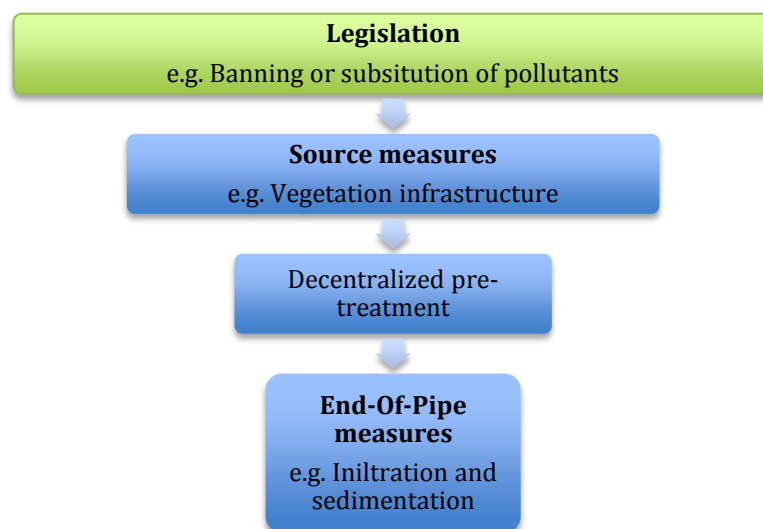 Legislation
e.g. Banning or subsitution of pollutants
Source measures
e.g. Vegetation infrastructure
Decentralized pre-
treatment
End-Of-Pipe
measures
e.g. Iniltration and
sedimentation